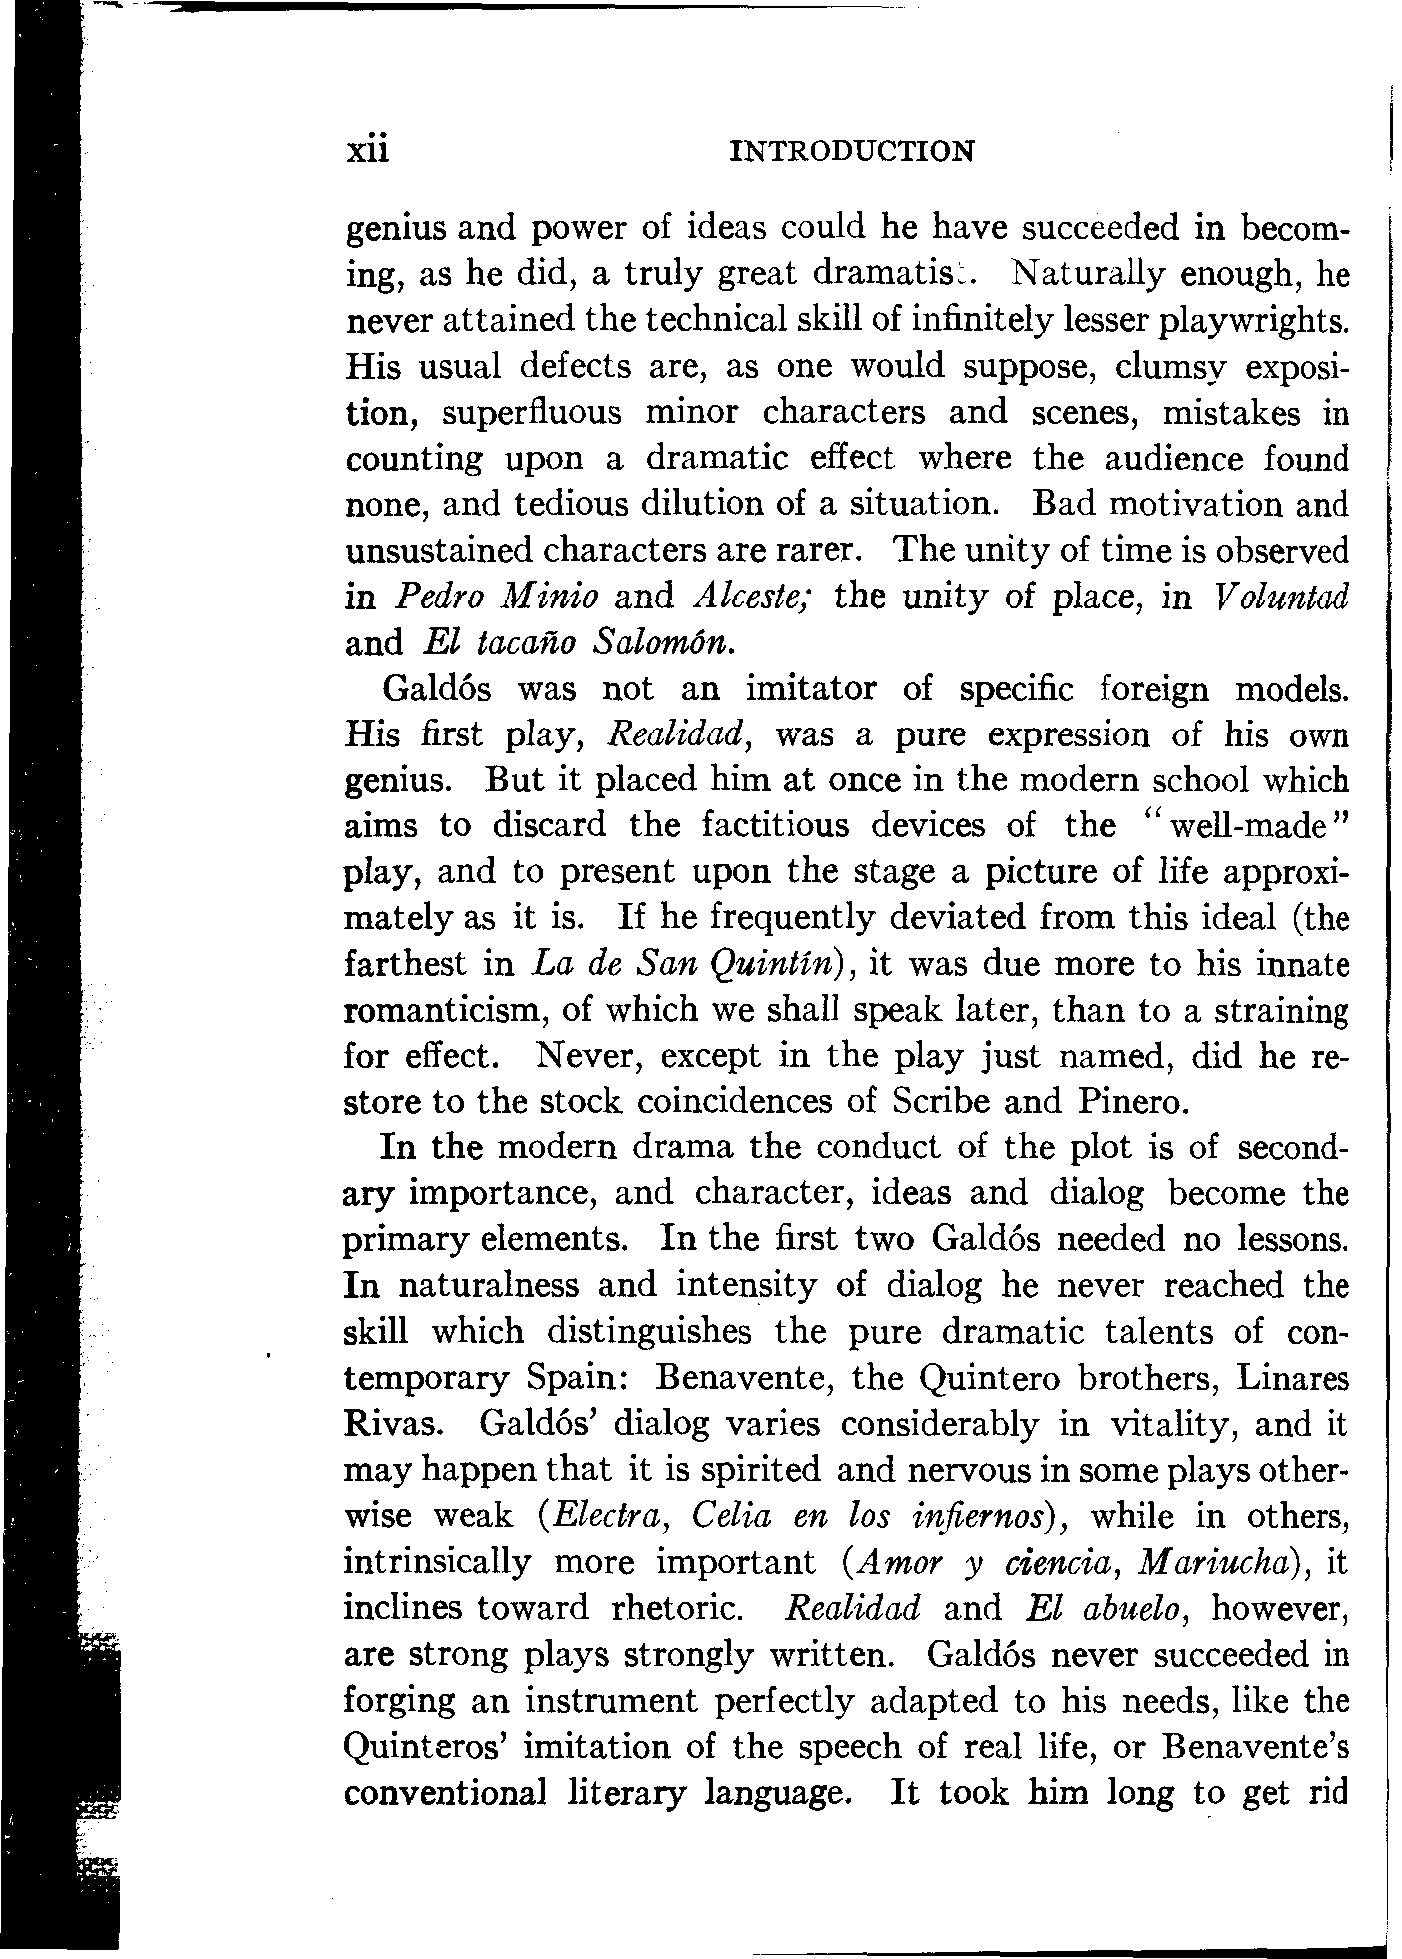 xii INTRODUCTION
genius and power of ideas could he have succeeded in becom-
ing, as he did, a truly great dramatist. Naturally enough, he
never attained the technical skill of infinitely lesser playwrights.
His usual defects are, as one would suppose, clumsy exposi-
tion, superfluous minor characters and scenes, mistakes in
counting upon a dramatic effect where the audience found
none, and tedious dilution of a situation. Bad motivation and
unsustained characters are rarer. The unity of time is observed
in Pedro Minio and Alceste; the unity of place, in Voluntad
and El tacaño Salomón.
Galdós was not an imitator of specific foreign models.
His first play, Realidad, was a pure expression of his own
genius. But it placed him at once in the modern school which
aims to discard the factitious devices of the “well-made”
play, and to present upon the stage a picture of life approxi-
mately as it is. If he frequently deviated from this ideal (the
farthest in La de San Quintín), it was due more to his innate
romanticism, of which we shall speak later, than to a straining
for effect. Never, except in the play just named, did he re-
store to the stock coincidences of Scribe and Pinero.
In the modern drama the conduct of the plot is of second-
ary importance, and character, ideas and dialog become the
primary elements. In the first two Galdós needed no lessons.
In naturalness and intensity of dialog he never reached the
skill which distinguishes the pure dramatic talents of con-
temporary Spain: Benavente, the Quintero brothers, Linares
Rivas. Galdós’ dialog varies considerably in vitality, and it
may happen that it is spirited and nervous in some plays other-
wise weak (Electra, Celia en los infiernos), while in others,
intrinsically more important (Amor y ciencia, Mariucha), it
inclines toward rhetoric. Realidad and El abuelo, however,
are strong plays strongly written. Galdós never succeeded in
forging an instrument perfectly adapted to his needs, like the
Quinteros’ imitation of the speech of real life, or Benavente’s
conventional literary language. It took him long to get rid